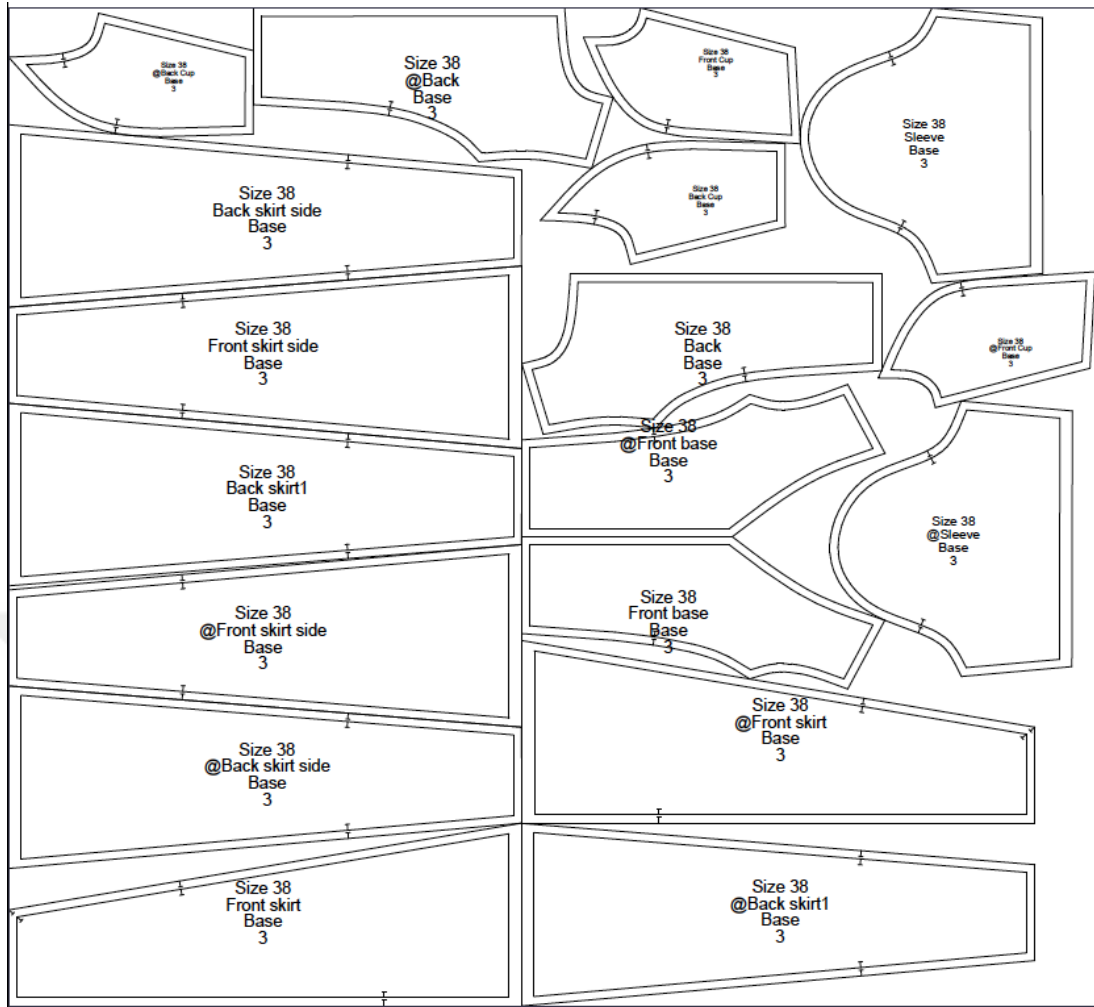 Size 38
@Back Cup
Base
3
Size 38
@Back
Base
3
Size 38
Front Cup
Base
3
Size 38
Sleeve
Base
3
Size 38
Back skirt side
Base
3
Size 38
Back Cup
Base
3
Size 38
Front skirt side
Base
3
Size 38
Back
Base
3
Size 38
@Front Cup
Base
3
Size 38
@Front base
Base
3
Size 38
Back skirt1
Base
3
Size 38
@Sleeve
Base
3
Size 38
@Front skirt side
Base
3
Size 38
Front base
Base
3
Size 38
@Back skirt side
Base
3
Size 38
@Front skirt
Base
3
Size 38
Front skirt
Base
3
Size 38
@Back skirt1
Base
3